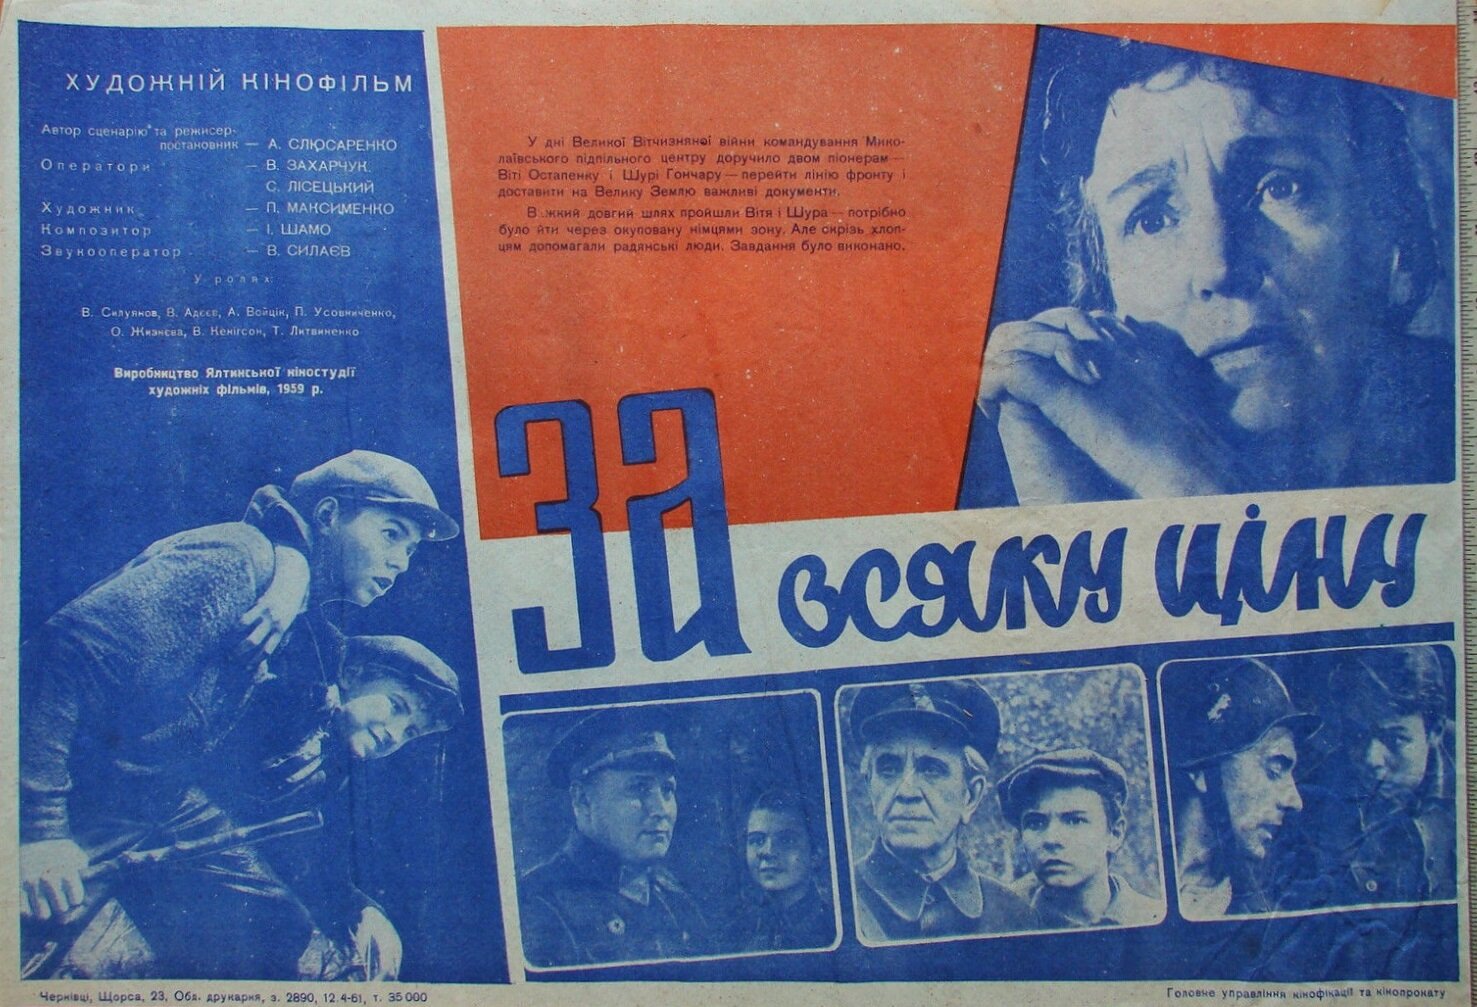 ХУДОЖНІЙ КІНОФІЛЬМ
Автор сценарію та режисер-
постановник — А. СЛЮСАРЕНКО
Оператори — В. ЗАХАРЧУК,
С. ЛІСЕЦЬКИЙ
Художник — П. МАКСИМЕНКО
Композитор — І. ШАМО
Звукооператор — В. СИЛАЄВ
У ролях:
В. Силуянов, В. Адєєв, А. Войцік, П. Усовниченко,
О. Жизнєва, В. Кенігсон, Т. Литвиненко
Виробництво Ялтинської кіностудії
художніх фільмів, 1959 р.
У дні Великої Вітчизняної війни командування Мико-
лаївського підпільного центру доручило двом піонерам —
Віті Остапенку і Шурі Гончару — перейти лінію фронту і
доставити на Велику Землю важливі документи.
В жкий довгий шлях пройшли Вітя і Шура — потрібно
було йти через окуповану німцями зону. Але скрізь хлоп-
цям допомагали радянські люди. Завдання було виконано.
ЗА
всяку ціну
Чернівці, Щорса, 23, Обл. друкарня, з. 2890, 12.4-61, т. 35000
Головне управління кінофікації та кінопрокату